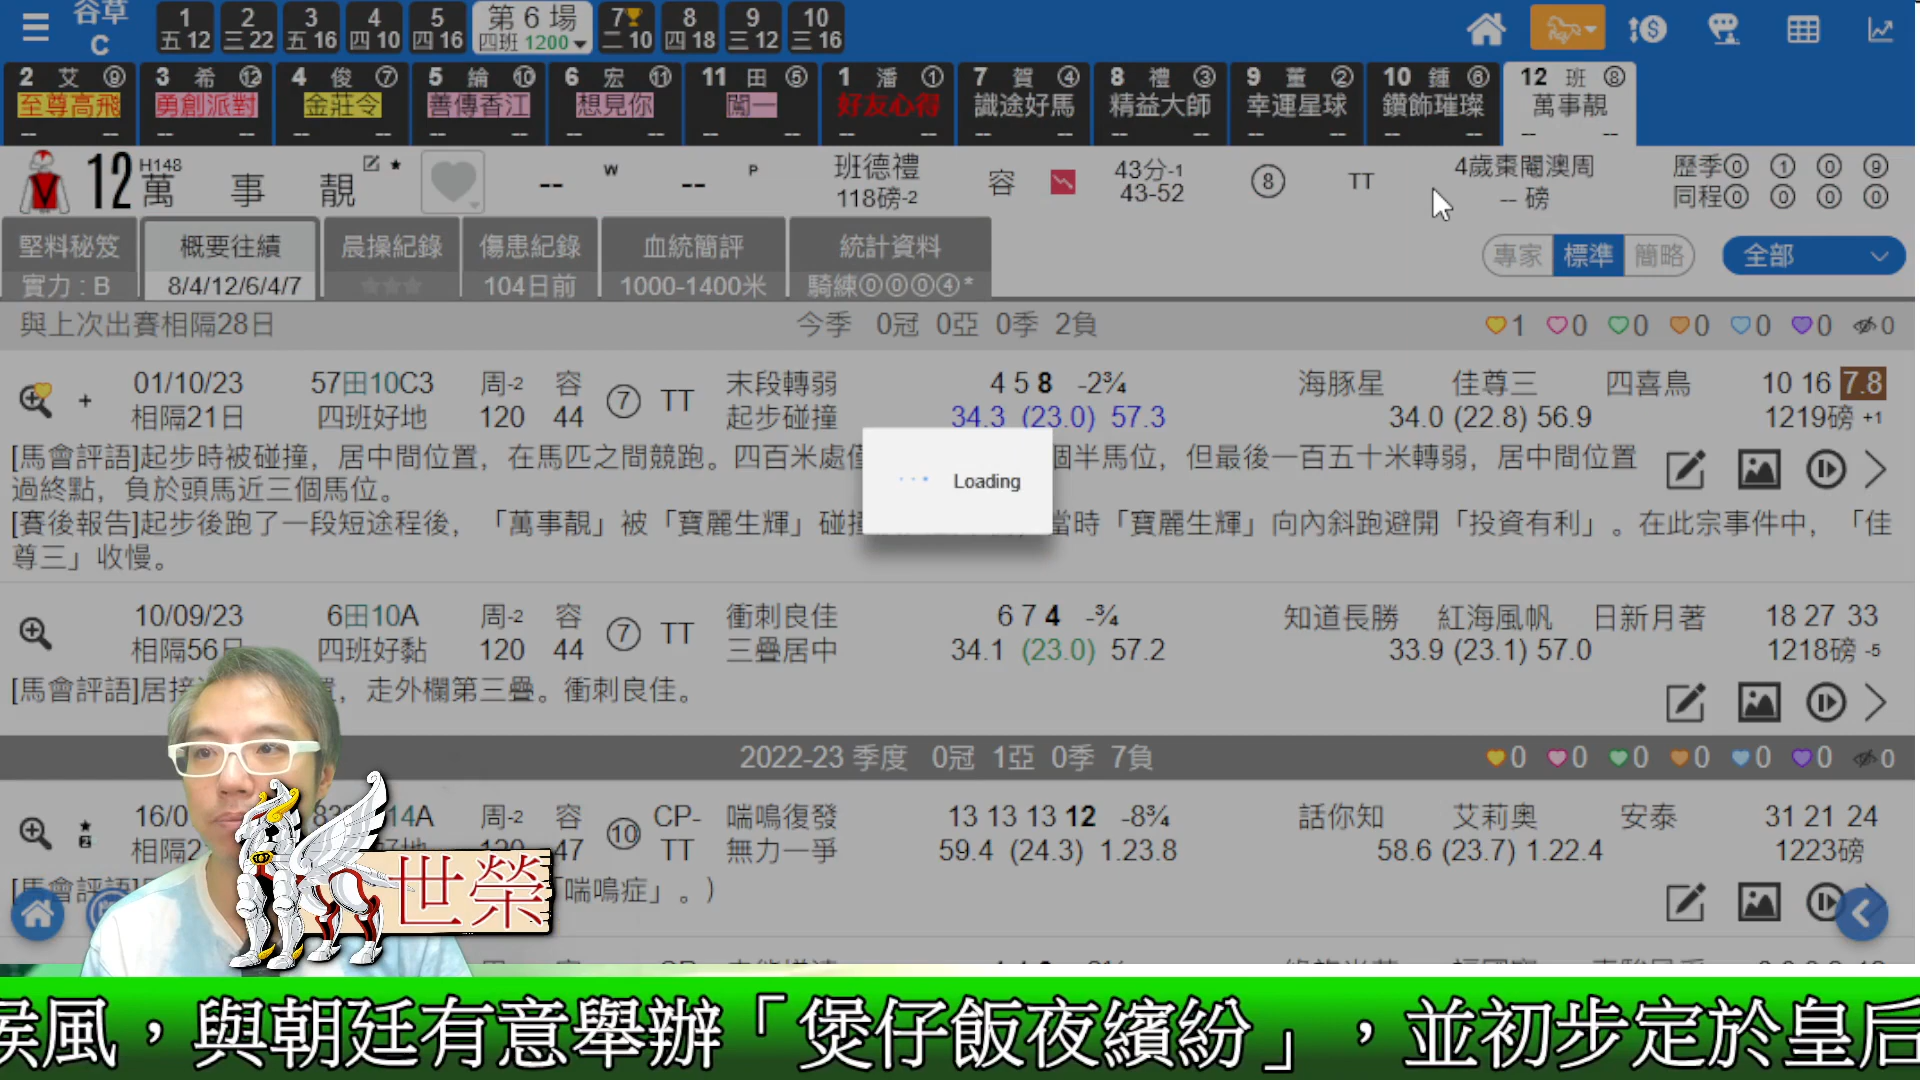 谷草 C
1 五 12
2 三 22
3 五 16
4 四 10
5 四 16
第 6 場 四班 1200
7 二 10
8 四 18
9 三 12
10 三 16
2 艾 ⑨ 至尊高飛 -- --
3 希 ⑫ 勇創派對 -- --
4 俊 ⑦ 金莊令 -- --
5 綸 ⑩ 善傳香江 -- --
6 宏 ⑪ 想見你 -- --
11 田 ⑤ 闖一 -- --
1 潘 ① 好友心得 -- --
7 賀 ④ 識途好馬 -- --
8 禮 ③ 精益大師 -- --
9 董 ② 幸運星球 -- --
10 鍾 ⑥ 鑽飾璀璨 -- --
12 班 ⑧ 萬事靚 -- --
12 H148 萬事靚 ★ -- W -- P 班德禮 118磅-2 容 43分-1 43-52 ⑧ TT 4歲棗閹澳周 -- 磅
歷季⓪ ① ⓪ ⑨
同程⓪ ⓪ ⓪ ⓪
堅料秘笈 實力 : B
概要往績 8/4/12/6/4/7
晨操紀錄 ★★★
傷患紀錄 104日前
血統簡評 1000-1400米
統計資料 騎練⓪⓪⓪④*
專家 標準 簡略 全部
與上次出賽相隔28日 今季 0冠 0亞 0季 2負 1 0 0 0 0 0 0
01/10/23 57田10C3 周-2 容 ⑦ TT 末段轉弱 4 5 8 -2¾ 海豚星 佳尊三 四喜鳥 10 16 7.8
相隔21日 四班好地 120 44 起步碰撞 34.3 (23.0) 57.3 34.0 (22.8) 56.9 1219磅 +1
[馬會評語]起步時被碰撞，居中間位置，在馬匹之間競跑。四百米處僅 個半馬位，但最後一百五十米轉弱，居中間位置
過終點，負於頭馬近三個馬位。
[賽後報告]起步後跑了一段短途程後，「萬事靚」被「寶麗生輝」碰撞 當時「寶麗生輝」向內斜跑避開「投資有利」。在此宗事件中，「佳
尊三」收慢。
Loading
10/09/23 6田10A 周-2 容 ⑦ TT 衝刺良佳 6 7 4 -¾ 知道長勝 紅海風帆 日新月著 18 27 33
相隔56日 四班好黏 120 44 三疊居中 34.1 (23.0) 57.2 33.9 (23.1) 57.0 1218磅 -5
[馬會評語]居接 ，走外欄第三疊。衝刺良佳。
2022-23 季度 0冠 1亞 0季 7負 0 0 0 0 0 0 0
16/0 14A 周-2 容 ⑩ CP- 喘鳴復發 13 13 13 12 -8¾ 話你知 艾莉奧 安泰 31 21 24
相隔2 好地 120 47 TT 無力一爭 59.4 (24.3) 1.23.8 58.6 (23.7) 1.22.4 1223磅
[馬會評語] 「喘鳴症」。)
世榮
侯風，與朝廷有意舉辦「煲仔飯夜繽紛」，並初步定於皇后